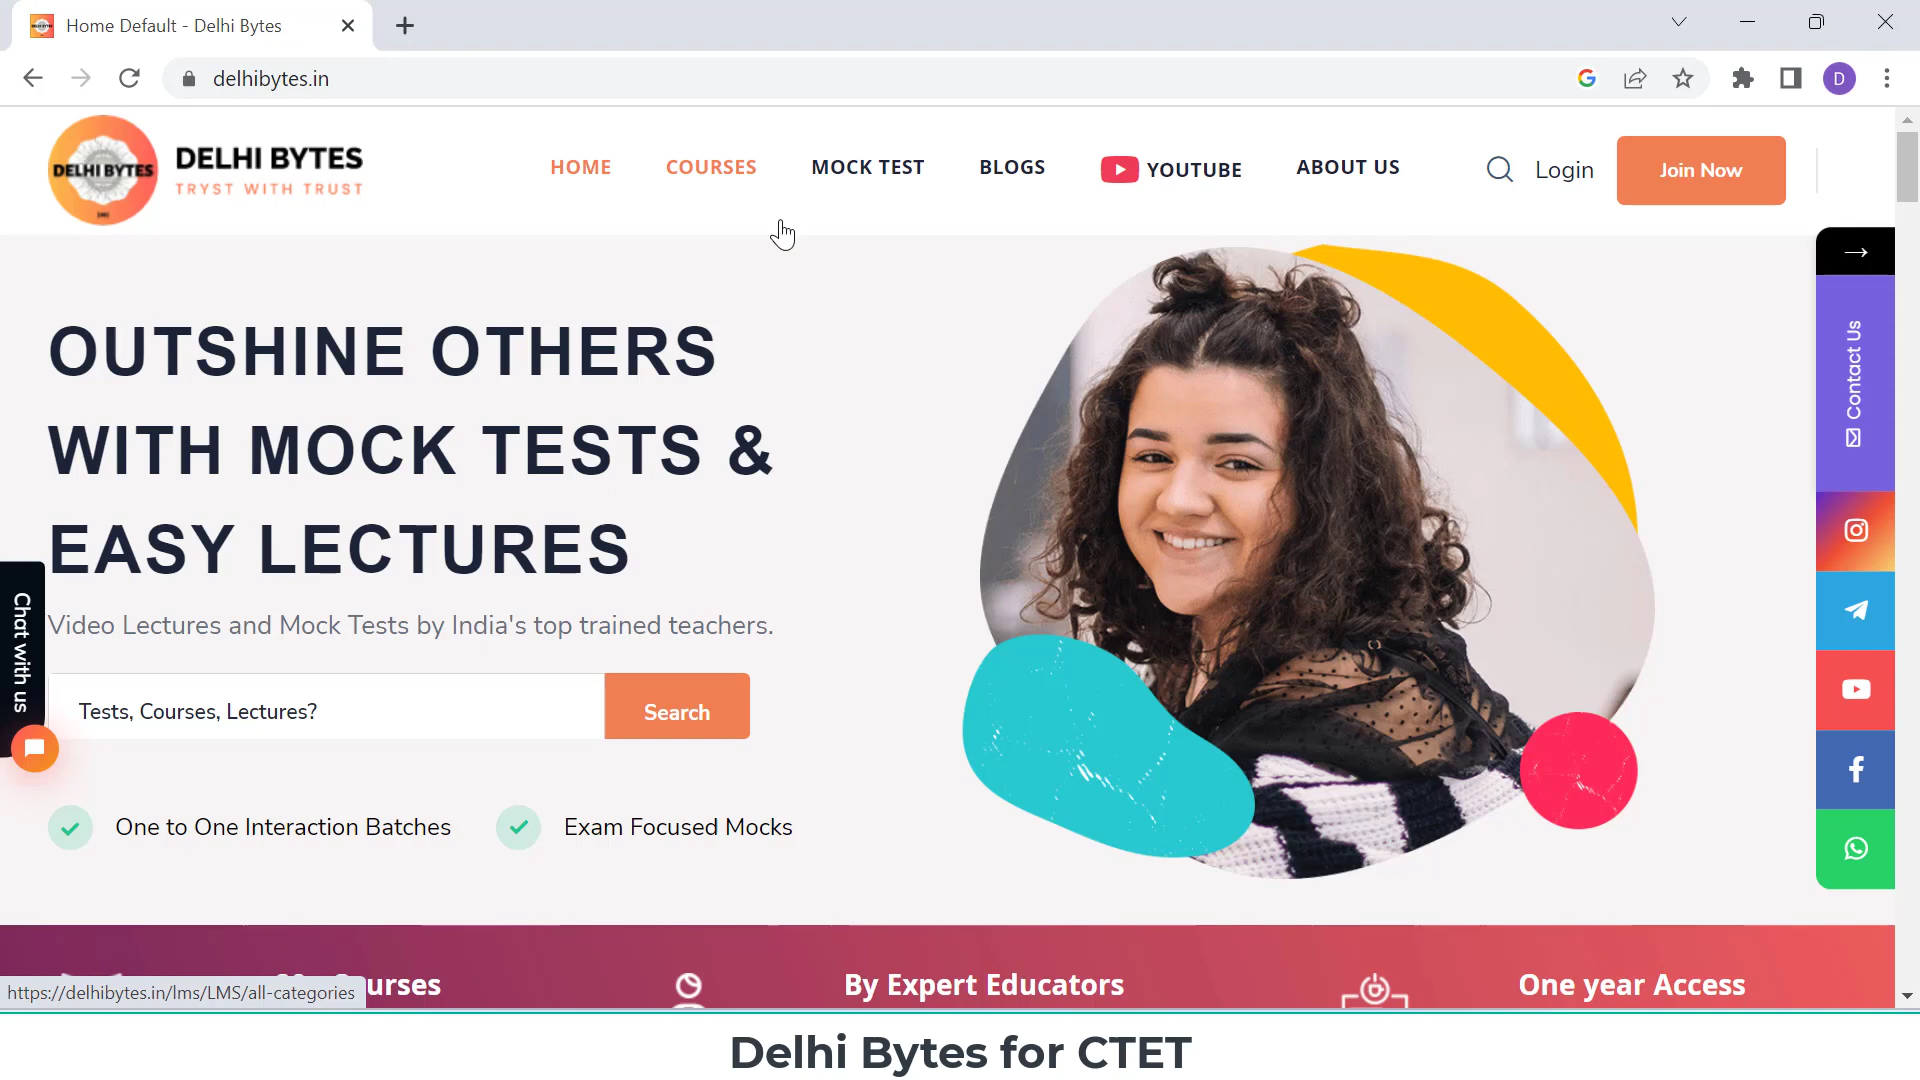 Home Default - Delhi Bytes
delhibytes.in
D
DELHI BYTES
DELHI BYTES
TRYST WITH TRUST
HOME
COURSES
MOCK TEST
BLOGS
YOUTUBE
ABOUT US
Login
Join Now
OUTSHINE OTHERS
WITH MOCK TESTS &
EASY LECTURES
Video Lectures and Mock Tests by India's top trained teachers.
Tests, Courses, Lectures?
Search
One to One Interaction Batches
Exam Focused Mocks
Chat with us
Contact Us
By Expert Educators
One year Access
https://delhibytes.in/lms/LMS/all-categories
Delhi Bytes for CTET